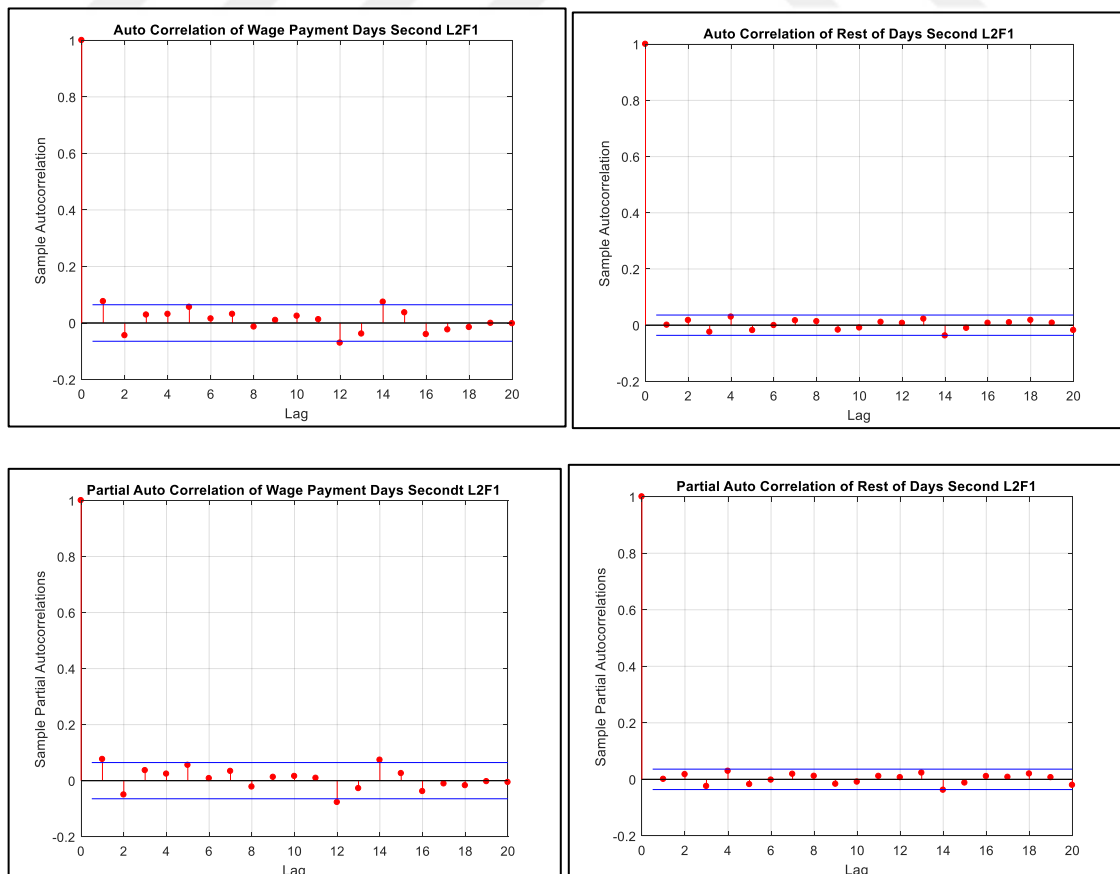 Auto Correlation of Wage Payment Days Second L2F1
1
0.8
0.6
0.4
0.2
0
-0.2
Sample Autocorrelation
0 2 4 6 8 10 12 14 16 18 20
Lag
Auto Correlation of Rest of Days Second L2F1
1
0.8
0.6
0.4
0.2
0
-0.2
Sample Autocorrelation
0 2 4 6 8 10 12 14 16 18 20
Lag
Partial Auto Correlation of Wage Payment Days Secondt L2F1
1
0.8
0.6
0.4
0.2
0
-0.2
Sample Partial Autocorrelations
0 2 4 6 8 10 12 14 16 18 20
Lag
Partial Auto Correlation of Rest of Days Second L2F1
1
0.8
0.6
0.4
0.2
0
-0.2
Sample Partial Autocorrelations
0 2 4 6 8 10 12 14 16 18 20
Lag